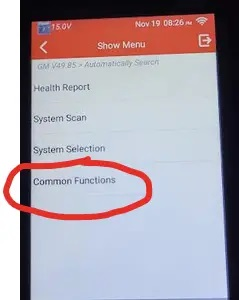 15.0V Nov 19 08:26 PM
Show Menu
GM V49.85 > Automatically Search
Health Report
System Scan
System Selection
Common Functions